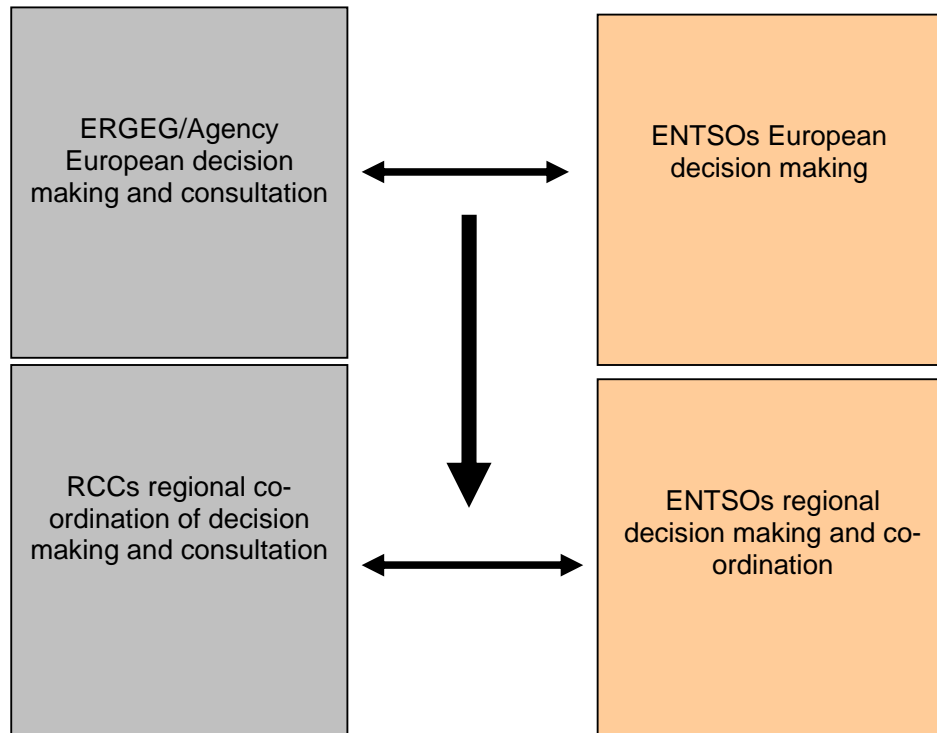 ERGEG/Agency
European decision
making and consultation
ENTSOs European
decision making
RCCs regional co-
ordination of decision
making and consultation
ENTSOs regional
decision making and co-
ordination